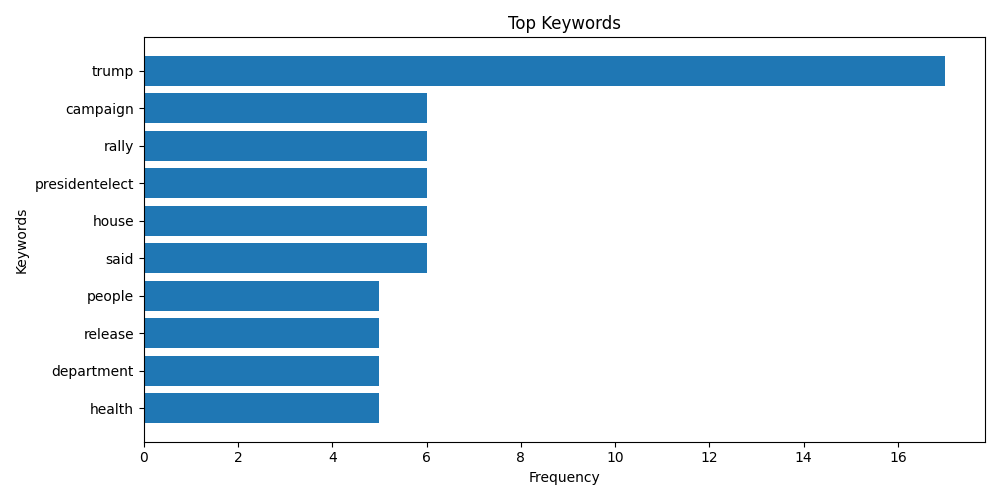 Top Keywords
trump
campaign
rally
presidentelect
house
said
people
release
department
health
Keywords
0 2 4 6 8 10 12 14 16
Frequency